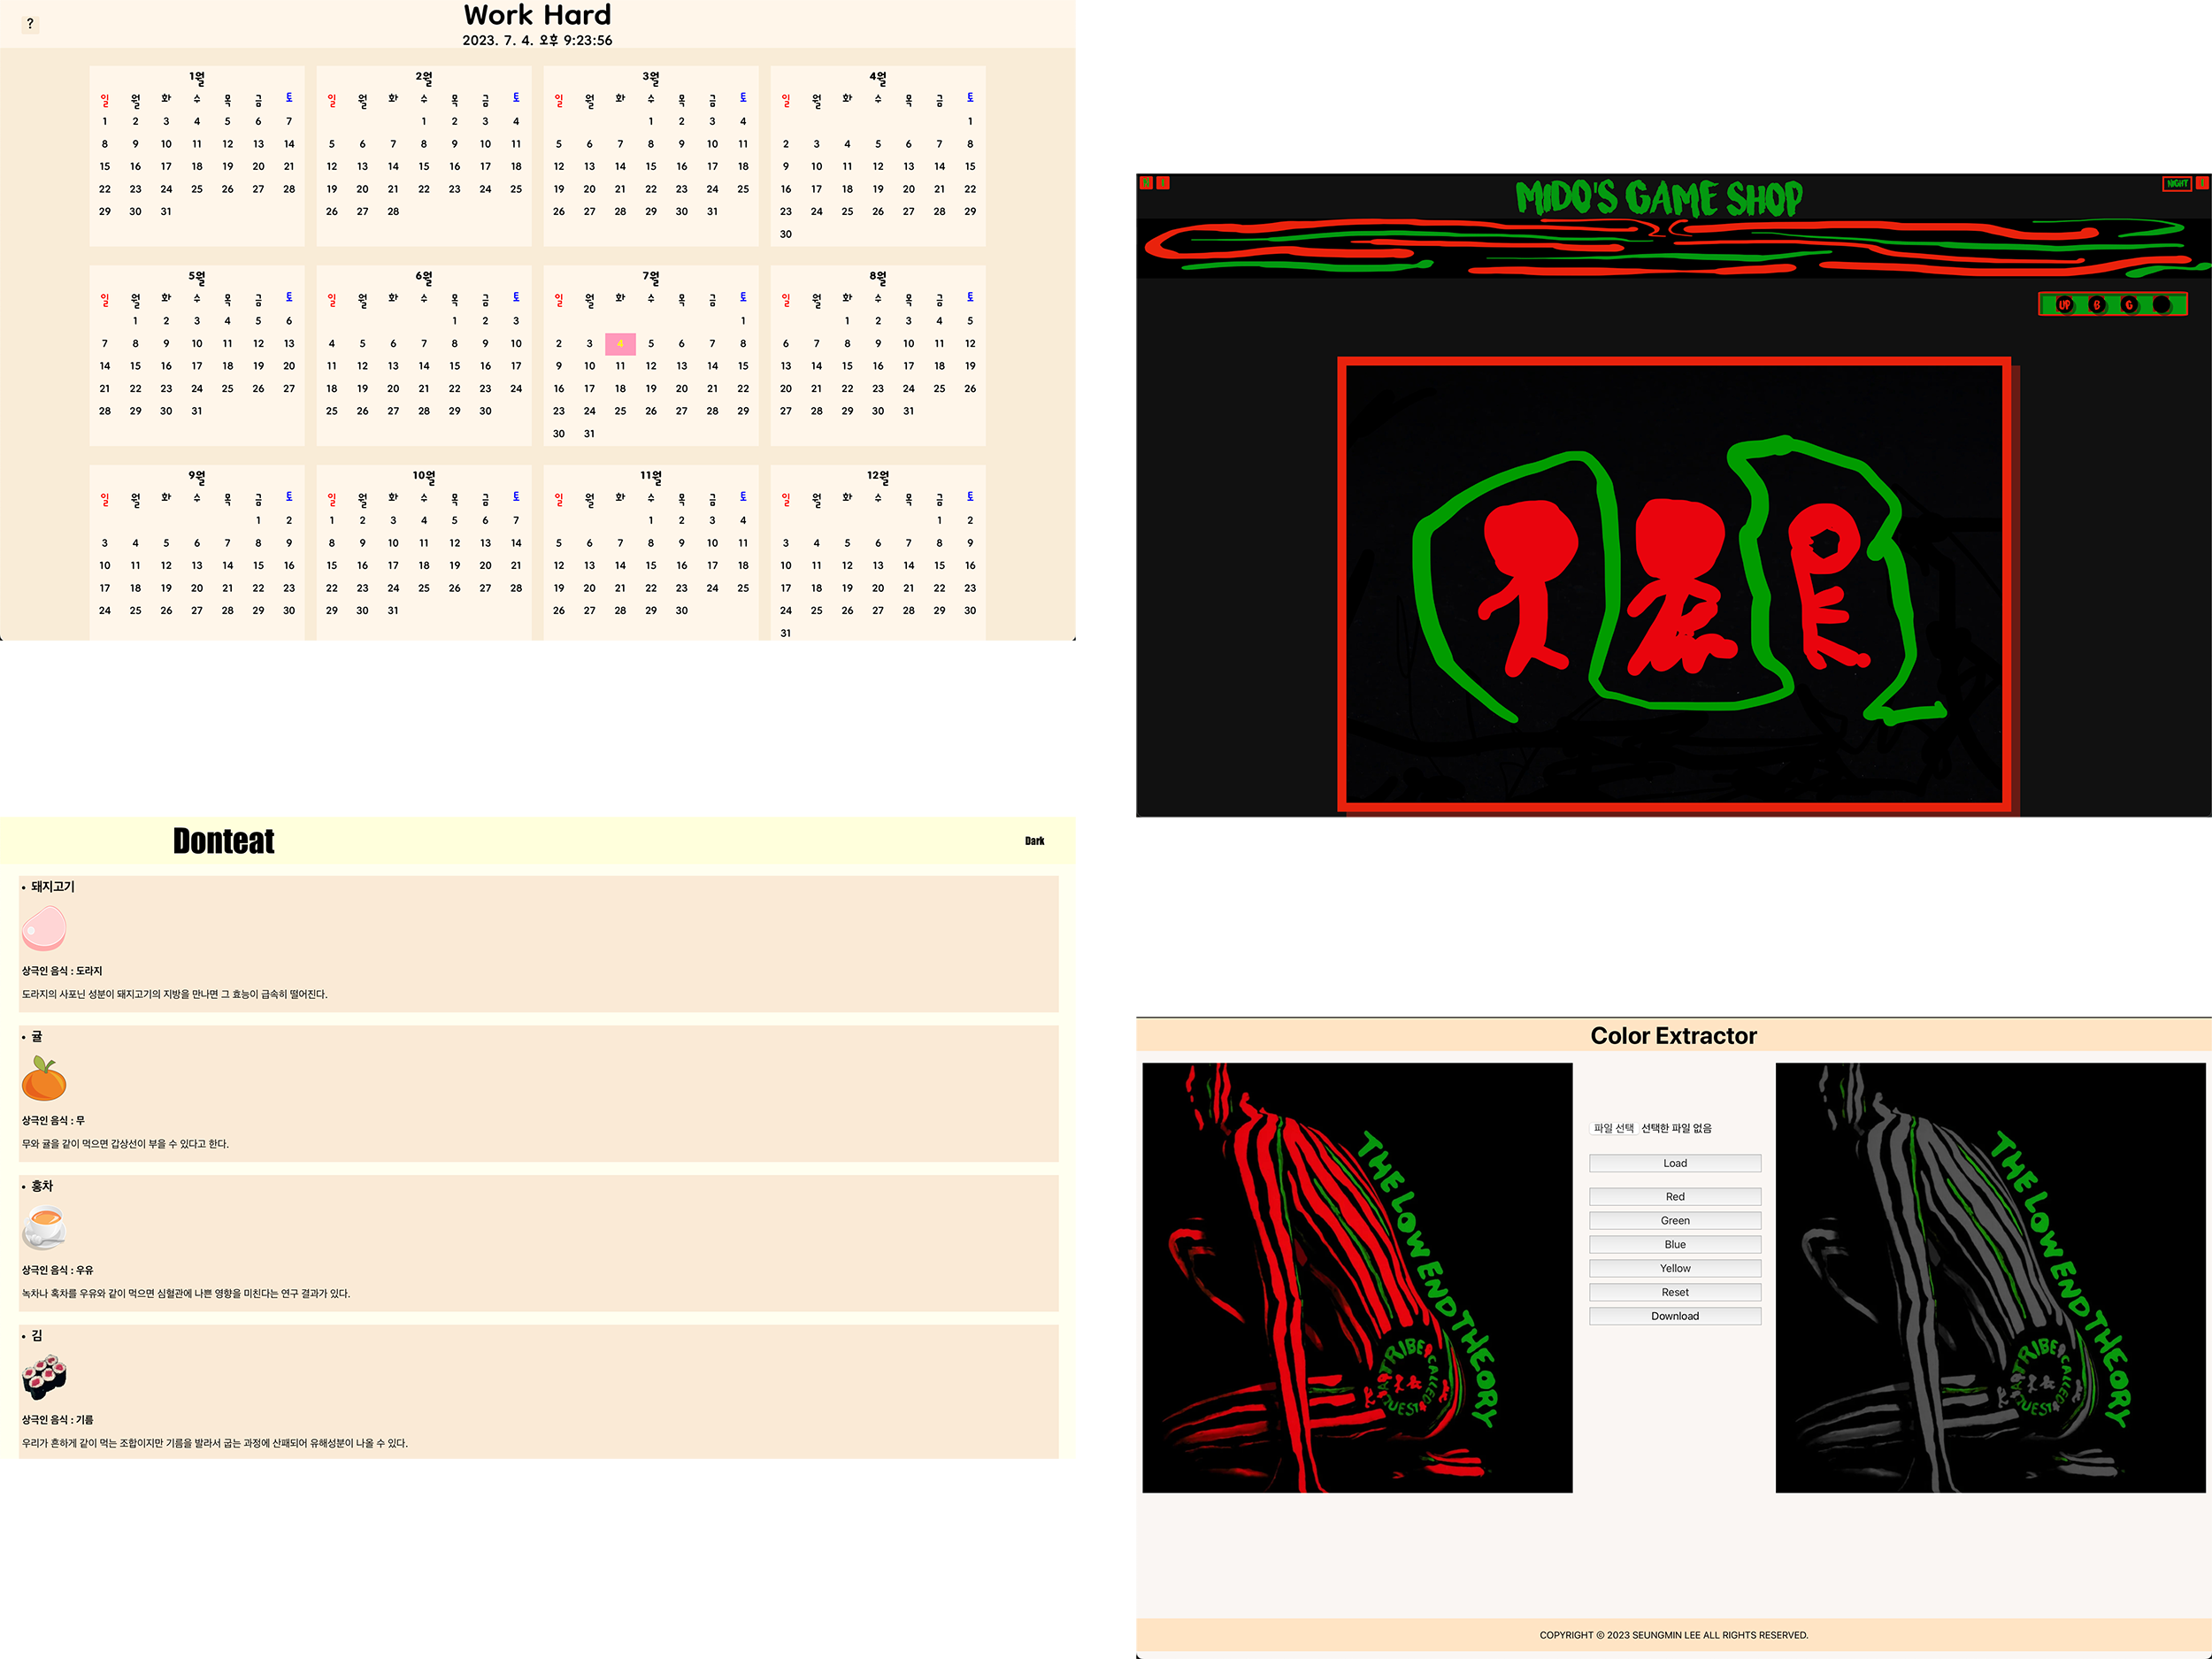 ?
Work Hard
2023. 7. 4. 오후 9:23:56
1월
일 월 화 수 목 금 토
1 2 3 4 5 6 7
8 9 10 11 12 13 14
15 16 17 18 19 20 21
22 23 24 25 26 27 28
29 30 31
2월
일 월 화 수 목 금 토
1 2 3 4
5 6 7 8 9 10 11
12 13 14 15 16 17 18
19 20 21 22 23 24 25
26 27 28
3월
일 월 화 수 목 금 토
1 2 3 4
5 6 7 8 9 10 11
12 13 14 15 16 17 18
19 20 21 22 23 24 25
26 27 28 29 30 31
4월
일 월 화 수 목 금 토
1
2 3 4 5 6 7 8
9 10 11 12 13 14 15
16 17 18 19 20 21 22
23 24 25 26 27 28 29
30
5월
일 월 화 수 목 금 토
1 2 3 4 5 6
7 8 9 10 11 12 13
14 15 16 17 18 19 20
21 22 23 24 25 26 27
28 29 30 31
6월
일 월 화 수 목 금 토
1 2 3
4 5 6 7 8 9 10
11 12 13 14 15 16 17
18 19 20 21 22 23 24
25 26 27 28 29 30
7월
일 월 화 수 목 금 토
1
2 3 4 5 6 7 8
9 10 11 12 13 14 15
16 17 18 19 20 21 22
23 24 25 26 27 28 29
30 31
8월
일 월 화 수 목 금 토
1 2 3 4 5
6 7 8 9 10 11 12
13 14 15 16 17 18 19
20 21 22 23 24 25 26
27 28 29 30 31
9월
일 월 화 수 목 금 토
1 2
3 4 5 6 7 8 9
10 11 12 13 14 15 16
17 18 19 20 21 22 23
24 25 26 27 28 29 30
10월
일 월 화 수 목 금 토
1 2 3 4 5 6 7
8 9 10 11 12 13 14
15 16 17 18 19 20 21
22 23 24 25 26 27 28
29 30 31
11월
일 월 화 수 목 금 토
1 2 3 4
5 6 7 8 9 10 11
12 13 14 15 16 17 18
19 20 21 22 23 24 25
26 27 28 29 30
12월
일 월 화 수 목 금 토
1 2
3 4 5 6 7 8 9
10 11 12 13 14 15 16
17 18 19 20 21 22 23
24 25 26 27 28 29 30
31
MIDO'S GAME SHOP
NIGHT
UP B G
Donteat
Dark
• 돼지고기
상극인 음식 : 도라지
도라지의 사포닌 성분이 돼지고기의 지방을 만나면 그 효능이 급속히 떨어진다.
• 귤
상극인 음식 : 무
무와 귤을 같이 먹으면 갑상선이 부을 수 있다고 한다.
• 홍차
상극인 음식 : 우유
녹차나 혹차를 우유와 같이 먹으면 심혈관에 나쁜 영향을 미친다는 연구 결과가 있다.
• 김
상극인 음식 : 기름
우리가 흔하게 같이 먹는 조합이지만 기름을 발라서 굽는 과정에 산패되어 유해성분이 나올 수 있다.
Color Extractor
THE LOW END THEORY
A TRIBE CALLED QUEST
파일 선택 선택한 파일 없음
Load
Red
Green
Blue
Yellow
Reset
Download
THE LOW END THEORY
A TRIBE CALLED QUEST
COPYRIGHT © 2023 SEUNGMIN LEE ALL RIGHTS RESERVED.